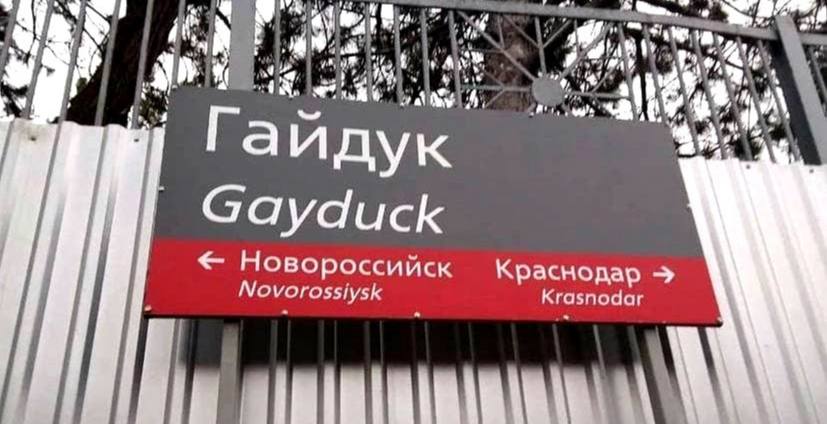 Гайдук
Gayduck
← Новороссийск Краснодар →
Novorossiysk Krasnodar